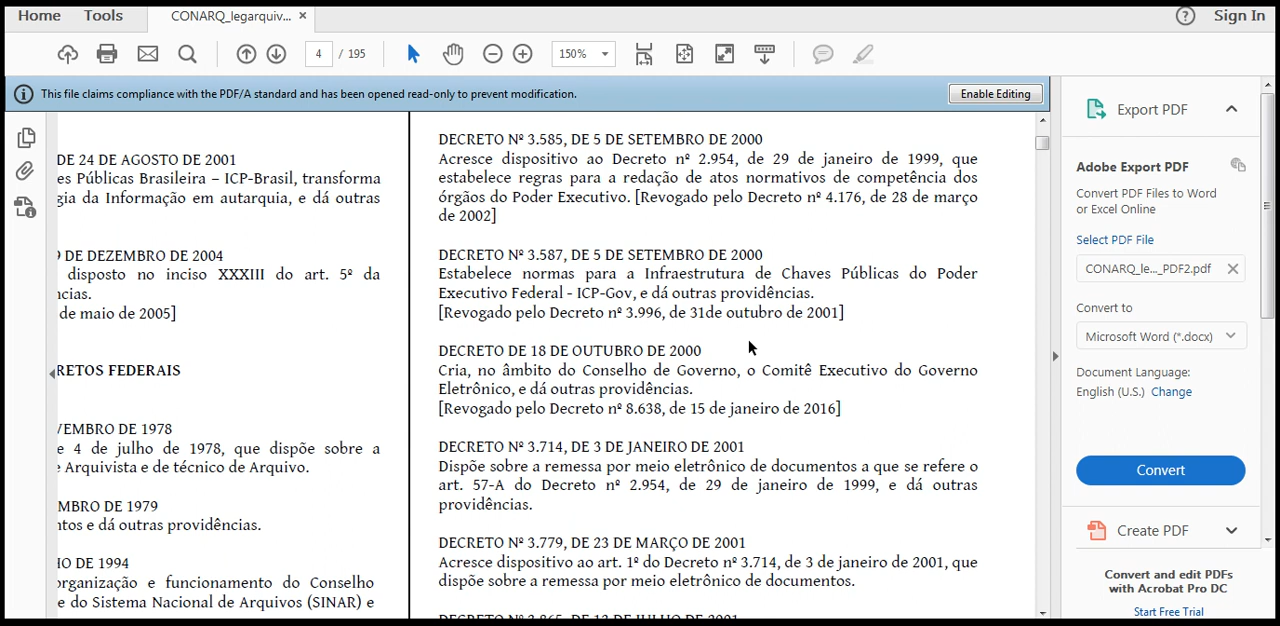 Home
Tools
CONARQ_legarquiv... ×
Sign In
4 / 195
150%
This file claims compliance with the PDF/A standard and has been opened read-only to prevent modification.
Enable Editing
DE 24 DE AGOSTO DE 2001
es Públicas Brasileira – ICP-Brasil, transforma
gia da Informação em autarquia, e dá outras
9 DE DEZEMBRO DE 2004
disposto no inciso XXXIII do art. 5º da
ncias.
de maio de 2005]
RETOS FEDERAIS
VEMBRO DE 1978
e 4 de julho de 1978, que dispõe sobre a
e Arquivista e de técnico de Arquivo.
MBRO DE 1979
ntos e dá outras providências.
HO DE 1994
organização e funcionamento do Conselho
e do Sistema Nacional de Arquivos (SINAR) e
DECRETO Nº 3.585, DE 5 DE SETEMBRO DE 2000
Acresce dispositivo ao Decreto nº 2.954, de 29 de janeiro de 1999, que
estabelece regras para a redação de atos normativos de competência dos
órgãos do Poder Executivo. [Revogado pelo Decreto nº 4.176, de 28 de março
de 2002]
DECRETO Nº 3.587, DE 5 DE SETEMBRO DE 2000
Estabelece normas para a Infraestrutura de Chaves Públicas do Poder
Executivo Federal - ICP-Gov, e dá outras providências.
[Revogado pelo Decreto nº 3.996, de 31de outubro de 2001]
DECRETO DE 18 DE OUTUBRO DE 2000
Cria, no âmbito do Conselho de Governo, o Comitê Executivo do Governo
Eletrônico, e dá outras providências.
[Revogado pelo Decreto nº 8.638, de 15 de janeiro de 2016]
DECRETO Nº 3.714, DE 3 DE JANEIRO DE 2001
Dispõe sobre a remessa por meio eletrônico de documentos a que se refere o
art. 57-A do Decreto nº 2.954, de 29 de janeiro de 1999, e dá outras
providências.
DECRETO Nº 3.779, DE 23 DE MARÇO DE 2001
Acresce dispositivo ao art. 1º do Decreto nº 3.714, de 3 de janeiro de 2001, que
dispõe sobre a remessa por meio eletrônico de documentos.
DECRETO Nº 3.865, DE 13 DE JULHO DE 2001
Export PDF
Adobe Export PDF
Convert PDF Files to Word
or Excel Online
Select PDF File
CONARQ_le..._PDF2.pdf
Convert to
Microsoft Word (*.docx)
Document Language:
English (U.S.) Change
Convert
Create PDF
Convert and edit PDFs
with Acrobat Pro DC
Start Free Trial